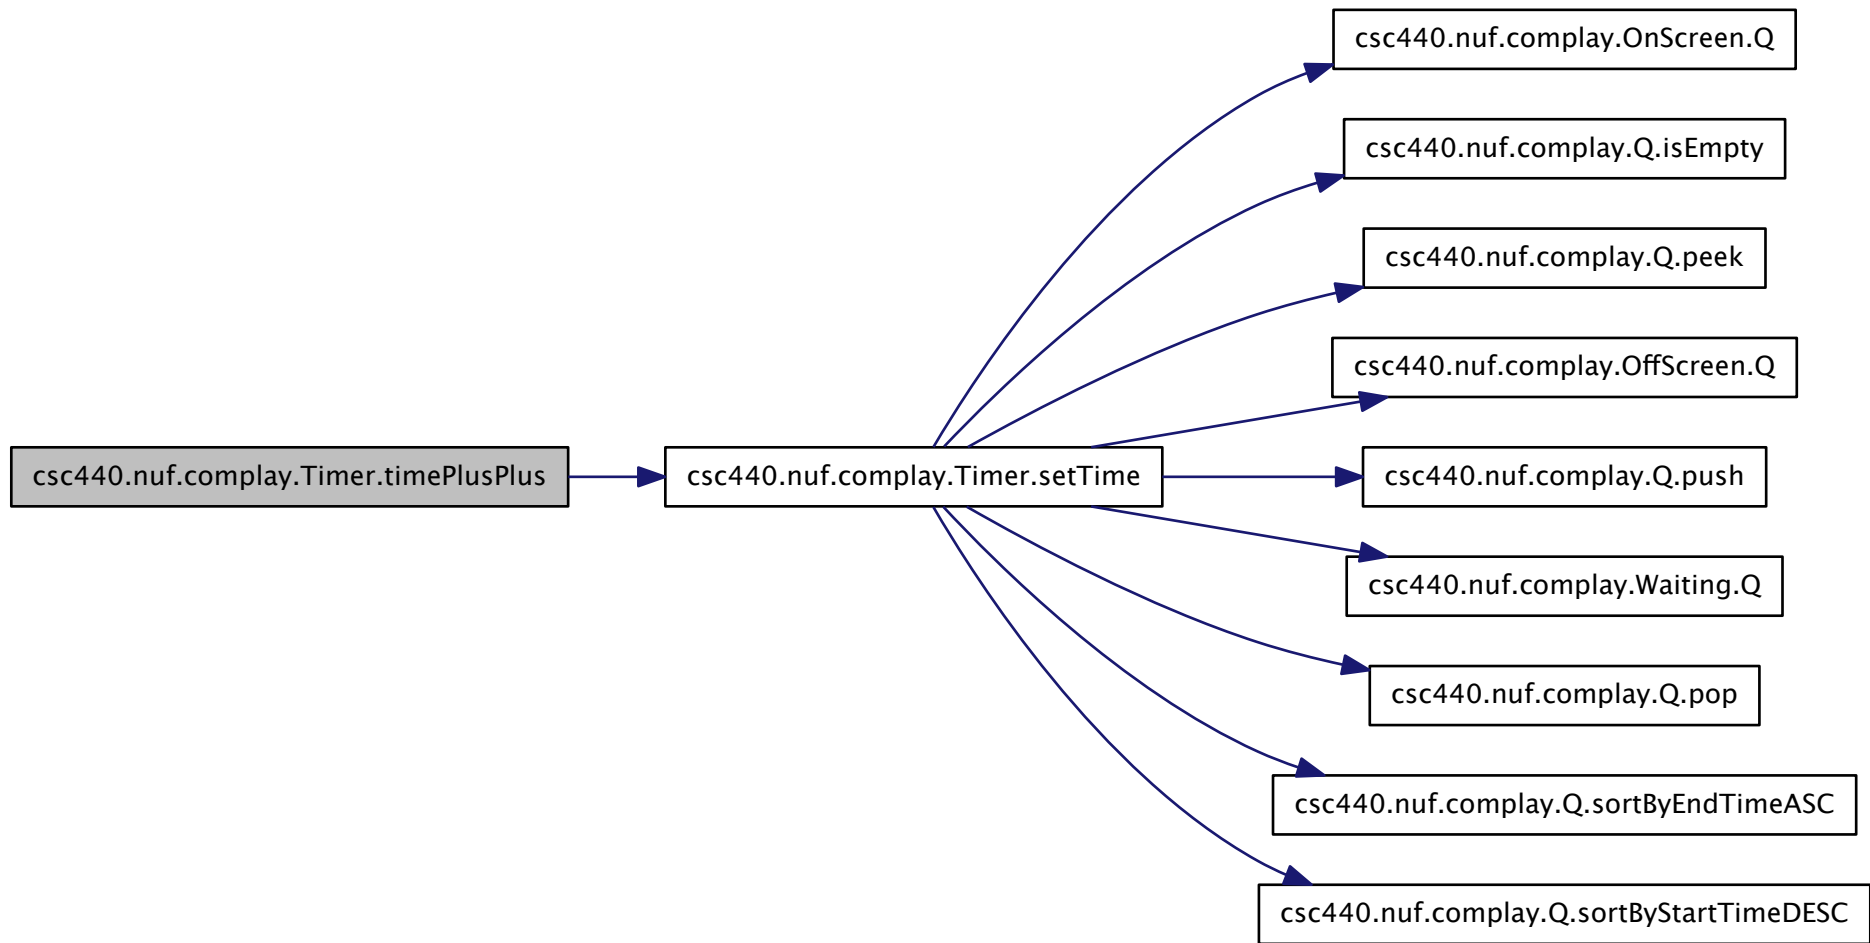 csc440.nuf.complay.OnScreen.Q
csc440.nuf.complay.Q.isEmpty
csc440.nuf.complay.Q.peek
csc440.nuf.complay.OffScreen.Q
csc440.nuf.complay.Timer.timePlusPlus
csc440.nuf.complay.Timer.setTime
csc440.nuf.complay.Q.push
csc440.nuf.complay.Waiting.Q
csc440.nuf.complay.Q.pop
csc440.nuf.complay.Q.sortByEndTimeASC
csc440.nuf.complay.Q.sortByStartTimeDESC